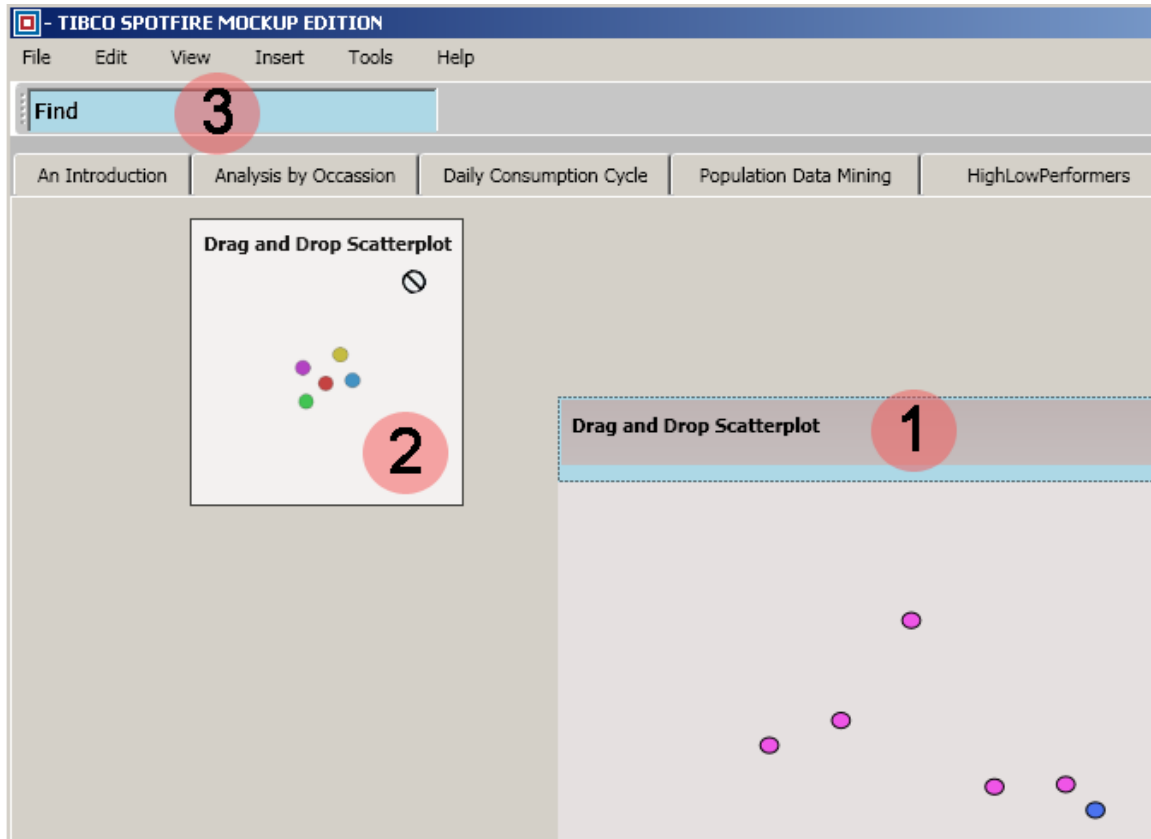 - TIBCO SPOTFIRE MOCKUP EDITION
File Edit View Insert Tools Help
Find 3
An Introduction Analysis by Occassion Daily Consumption Cycle Population Data Mining HighLowPerformers
Drag and Drop Scatterplot
2
Drag and Drop Scatterplot 1